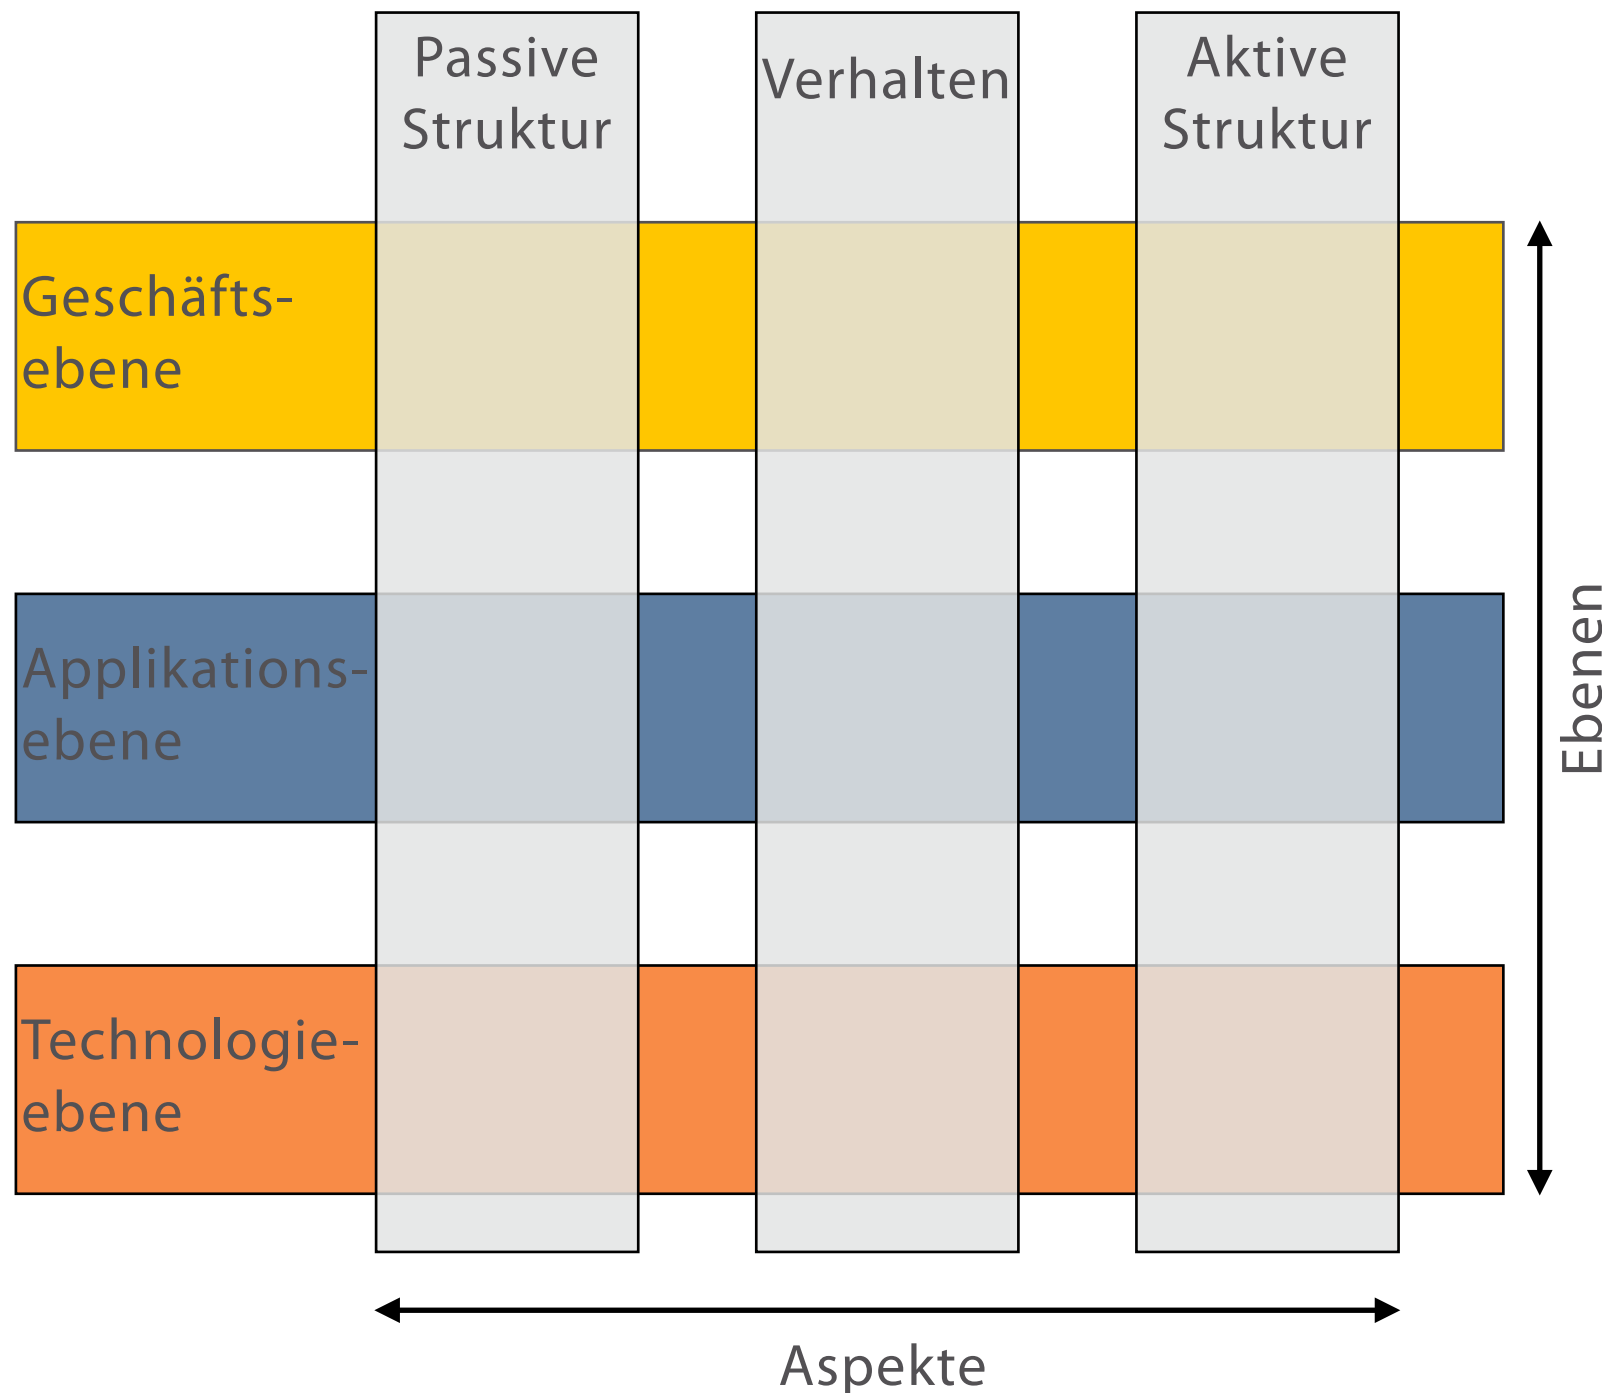 Passive
Struktur
Verhalten
Aktive
Struktur
Geschäfts-
ebene
Applikations-
ebene
Technologie-
ebene
Ebenen
Aspekte